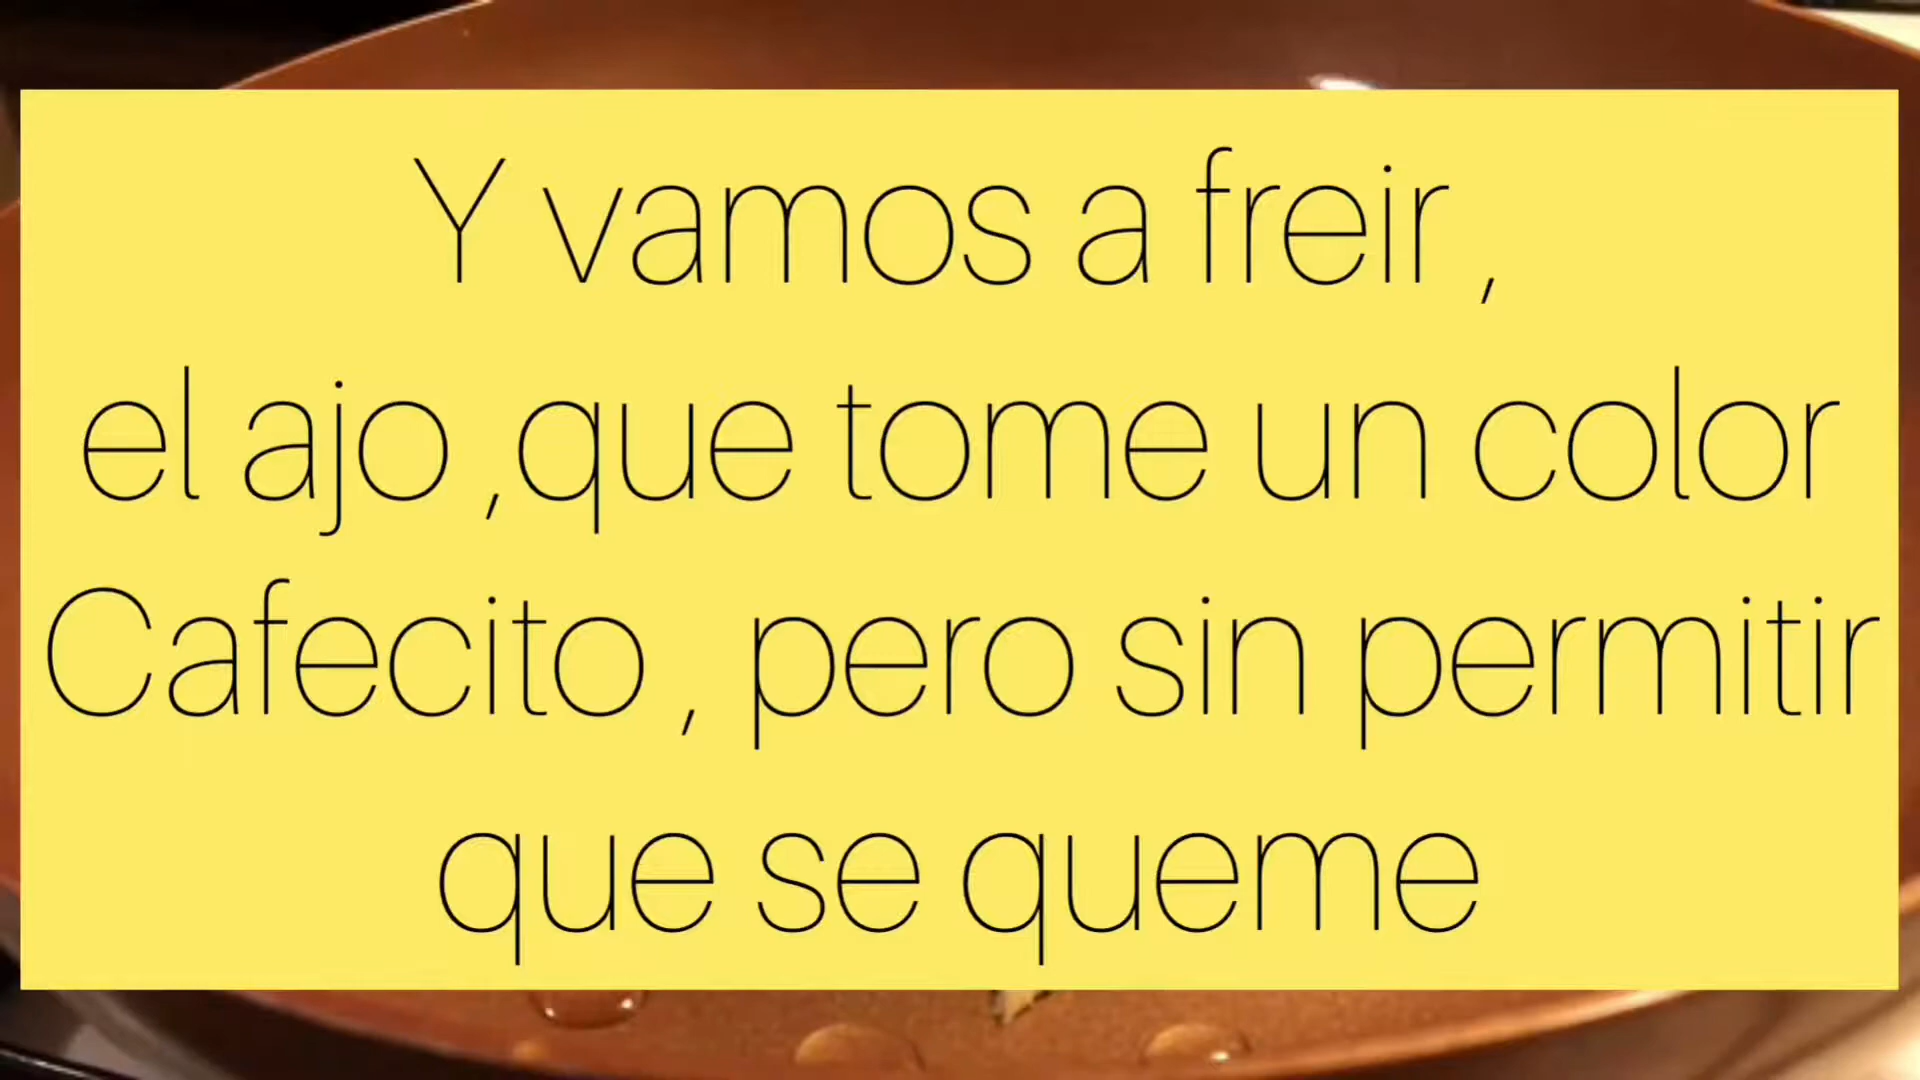 Y vamos a freir ,
el ajo ,que tome un color
Cafecito , pero sin permitir
que se queme